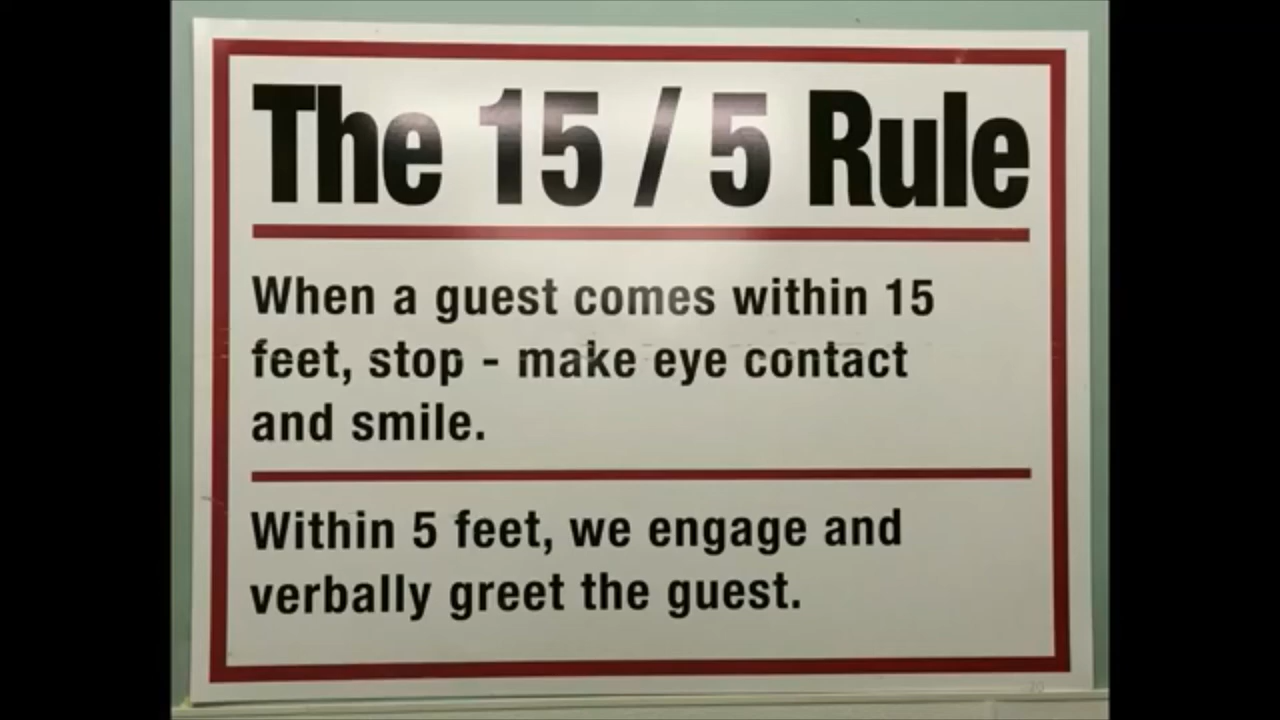 The 15 / 5 Rule
When a guest comes within 15
feet, stop - make eye contact
and smile.
Within 5 feet, we engage and
verbally greet the guest.